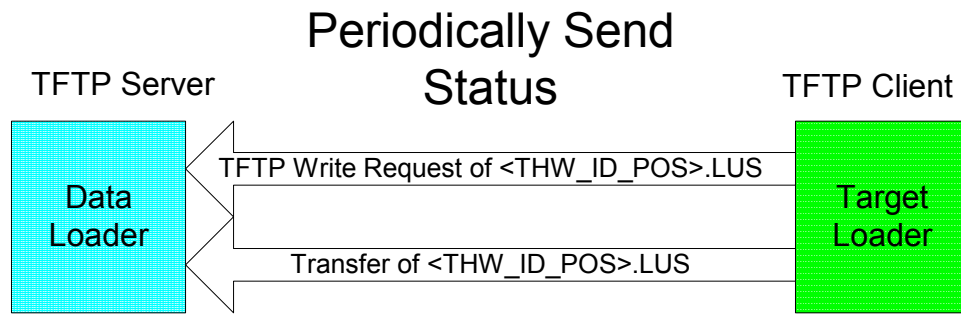 Periodically Send
Status
TFTP Server
TFTP Client
TFTP Write Request of <THW_ID_POS>.LUS
Data
Loader
Target
Loader
Transfer of <THW_ID_POS>.LUS